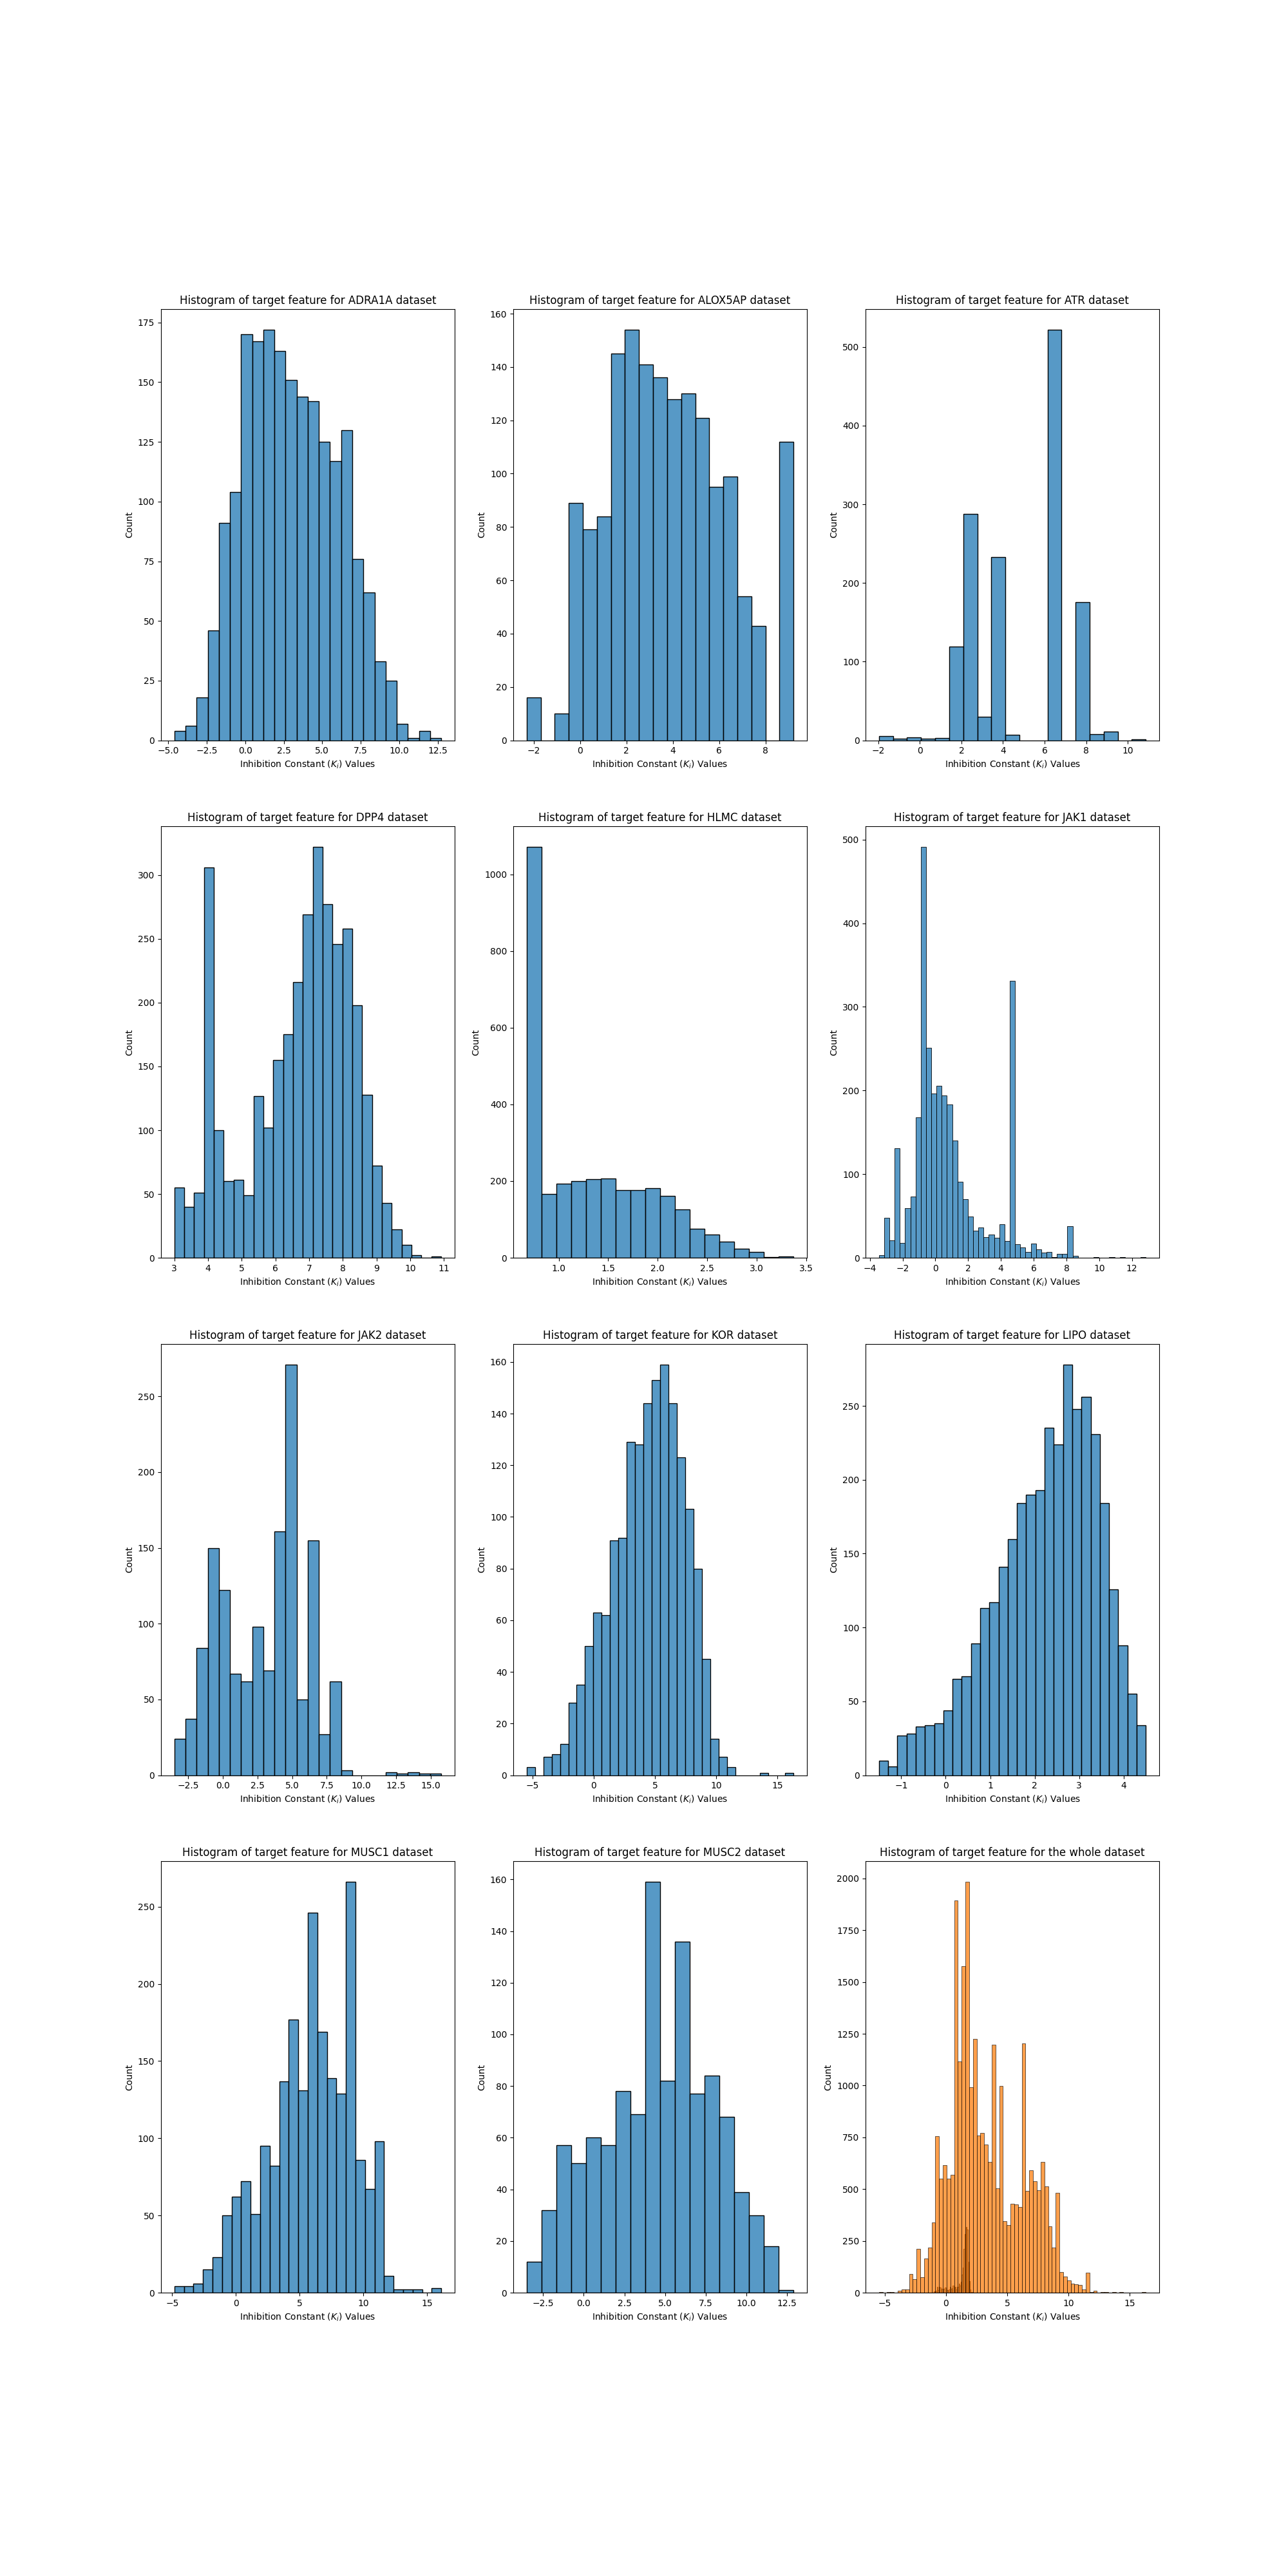 Histogram of target feature for ADRA1A dataset
Count
175
150
125
100
75
50
25
0
−5.0 −2.5 0.0 2.5 5.0 7.5 10.0 12.5
Inhibition Constant (Ki) Values
Histogram of target feature for ALOX5AP dataset
Count
160
140
120
100
80
60
40
20
0
−2 0 2 4 6 8
Inhibition Constant (Ki) Values
Histogram of target feature for ATR dataset
Count
500
400
300
200
100
0
−2 0 2 4 6 8 10
Inhibition Constant (Ki) Values
Histogram of target feature for DPP4 dataset
Count
300
250
200
150
100
50
0
3 4 5 6 7 8 9 10 11
Inhibition Constant (Ki) Values
Histogram of target feature for HLMC dataset
Count
1000
800
600
400
200
0
1.0 1.5 2.0 2.5 3.0 3.5
Inhibition Constant (Ki) Values
Histogram of target feature for JAK1 dataset
Count
500
400
300
200
100
0
−4 −2 0 2 4 6 8 10 12
Inhibition Constant (Ki) Values
Histogram of target feature for JAK2 dataset
Count
250
200
150
100
50
0
−2.5 0.0 2.5 5.0 7.5 10.0 12.5 15.0
Inhibition Constant (Ki) Values
Histogram of target feature for KOR dataset
Count
160
140
120
100
80
60
40
20
0
−5 0 5 10 15
Inhibition Constant (Ki) Values
Histogram of target feature for LIPO dataset
Count
250
200
150
100
50
0
−1 0 1 2 3 4
Inhibition Constant (Ki) Values
Histogram of target feature for MUSC1 dataset
Count
250
200
150
100
50
0
−5 0 5 10 15
Inhibition Constant (Ki) Values
Histogram of target feature for MUSC2 dataset
Count
160
140
120
100
80
60
40
20
0
−2.5 0.0 2.5 5.0 7.5 10.0 12.5
Inhibition Constant (Ki) Values
Histogram of target feature for the whole dataset
Count
2000
1750
1500
1250
1000
750
500
250
0
−5 0 5 10 15
Inhibition Constant (Ki) Values